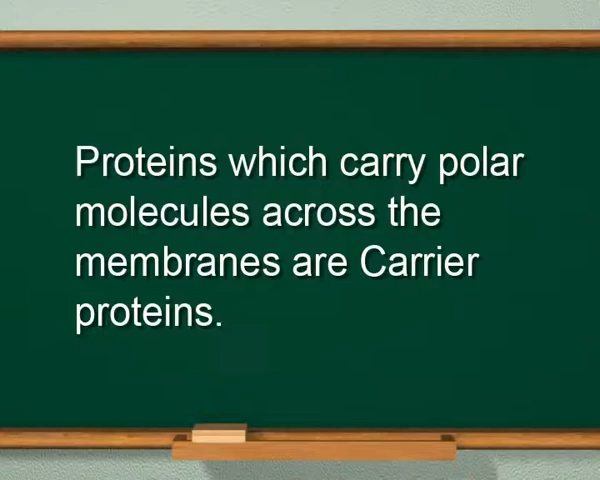 Proteins which carry polar
molecules across the
membranes are Carrier
proteins.